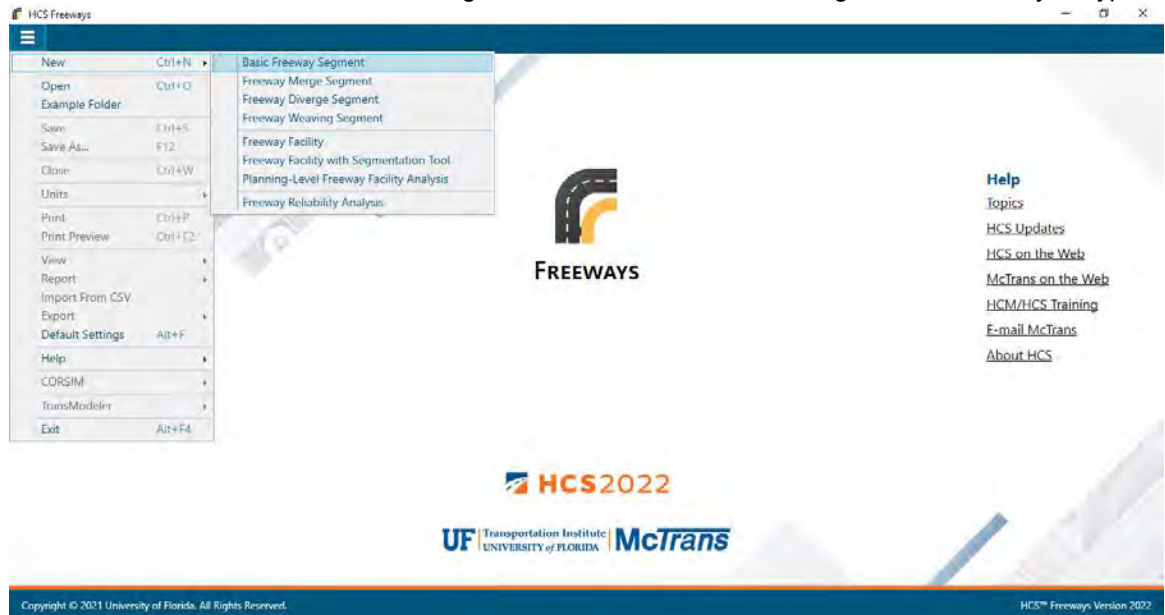 HCS Freeways
New Ctrl+N
Open Ctrl+O
Example Folder
Save Ctrl+S
Save As... F12
Close Ctrl+W
Units
Print Ctrl+P
Print Preview Ctrl+F2
View
Report
Import From CSV
Export
Default Settings Alt+F
Help
CORSIM
TransModeler
Exit Alt+F4
Basic Freeway Segment
Freeway Merge Segment
Freeway Diverge Segment
Freeway Weaving Segment
Freeway Facility
Freeway Facility with Segmentation Tool
Planning-Level Freeway Facility Analysis
Freeway Reliability Analysis
FREEWAYS
Help
Topics
HCS Updates
HCS on the Web
McTrans on the Web
HCM/HCS Training
E-mail McTrans
About HCS
HCS2022
UF Transportation Institute
UNIVERSITY of FLORIDA
McTrans
Copyright © 2021 University of Florida. All Rights Reserved.
HCS™ Freeways Version 2022